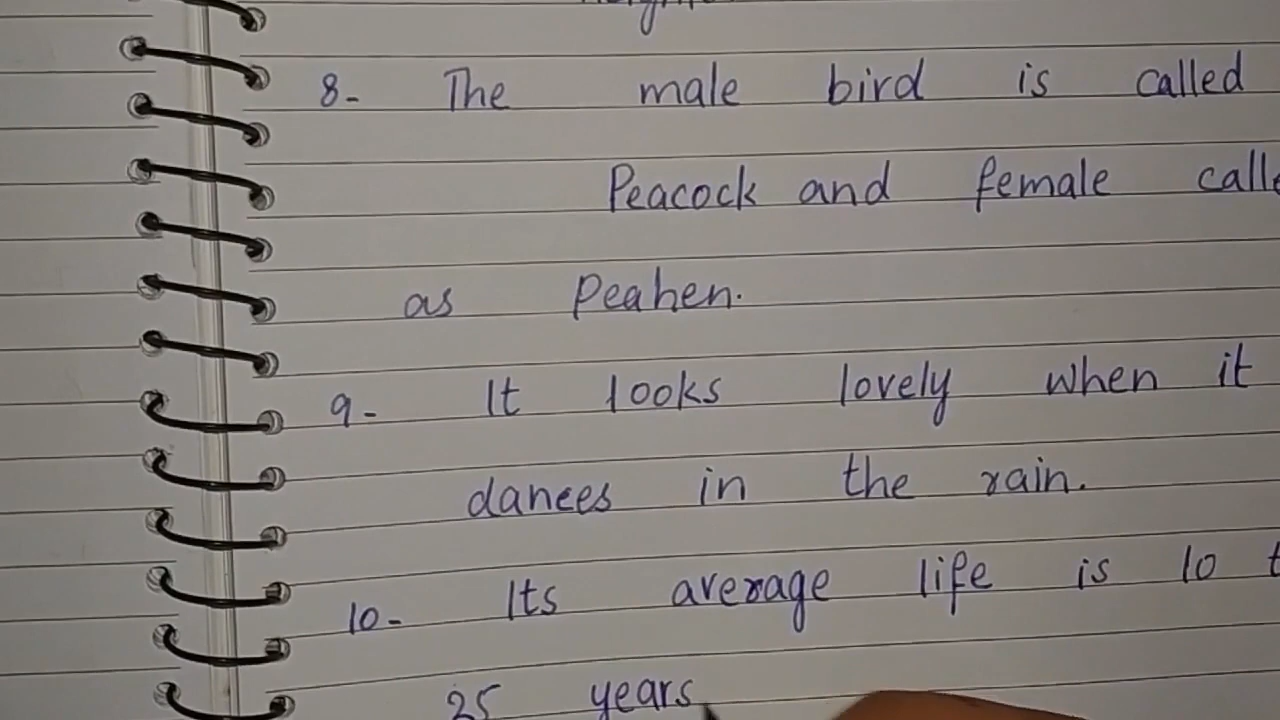 8- The male bird is called
Peacock and female
as Peahen.
9- It looks lovely when it
dances in the rain.
10- Its average life is 10
25 years